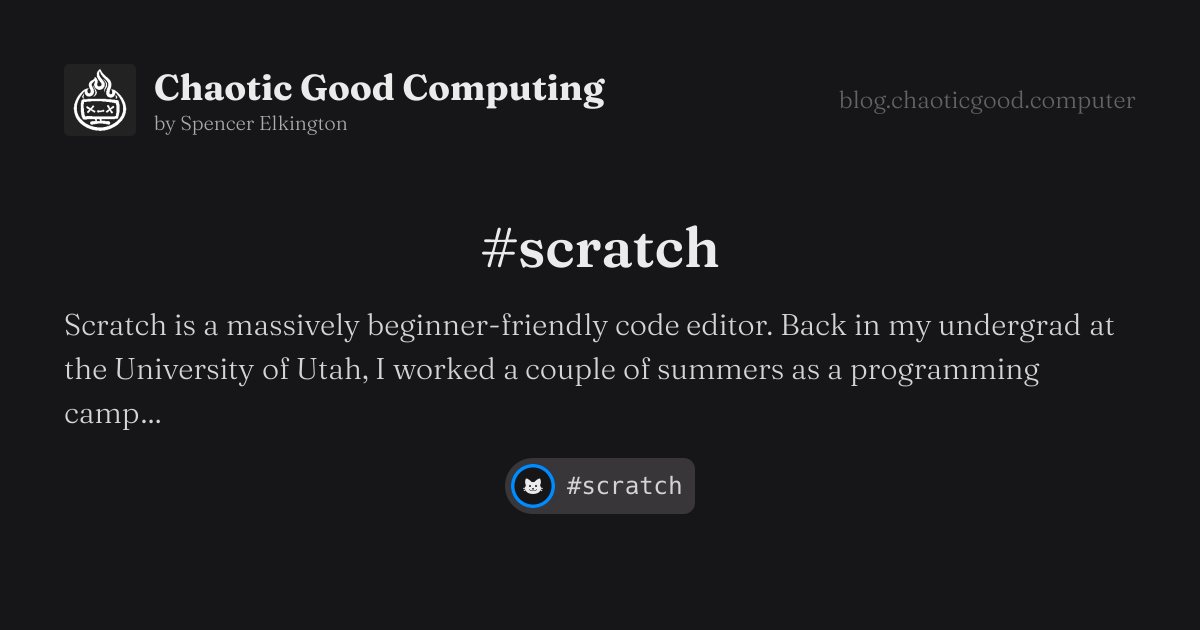 Chaotic Good Computing
by Spencer Elkington
blog.chaoticgood.computer
#scratch
Scratch is a massively beginner-friendly code editor. Back in my undergrad at
the University of Utah, I worked a couple of summers as a programming
camp...
#scratch